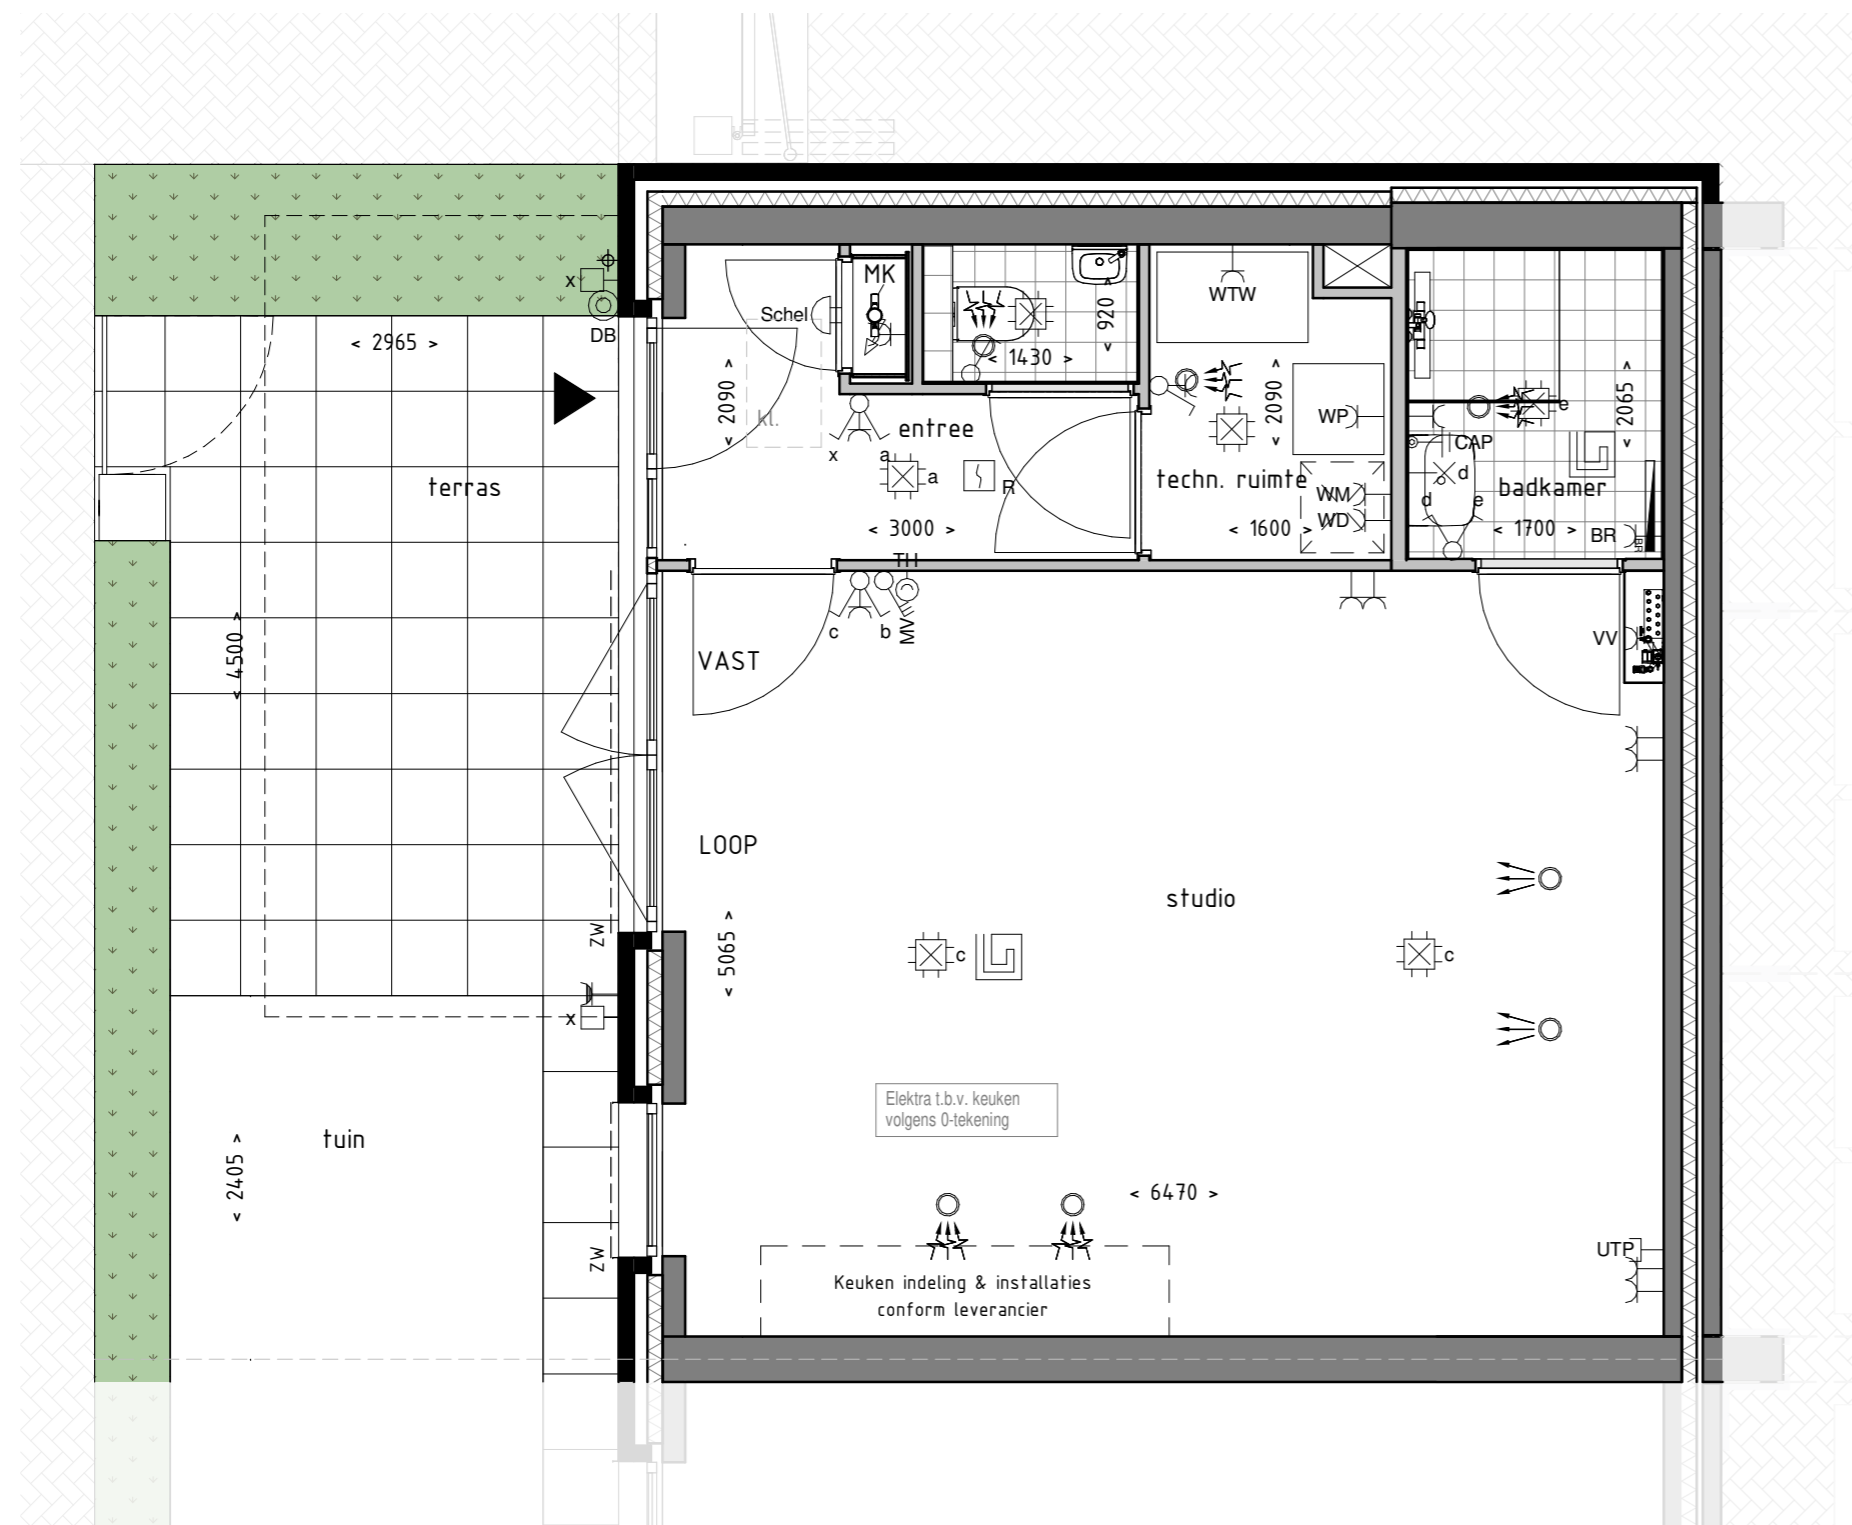 MK
WTW
x
Schel
DB
< 2965 >
< 1430 >
< 920 >
< 2090 >
kl.
entree
x
a
a
R
< 3000 >
TH
< 2090 >
WP
techn. ruimte
WM
WD
< 1600 >
e
CAP
d
d
e
< 2065 >
badkamer
< 1700 >
BR
BR
terras
< 4500 >
c
b
MV
VAST
VV
LOOP
studio
ZW
< 5065 >
c
c
x
Elektra t.b.v. keuken
volgens 0-tekening
tuin
< 2405 >
< 6470 >
ZW
UTP
Keuken indeling & installaties
conform leverancier